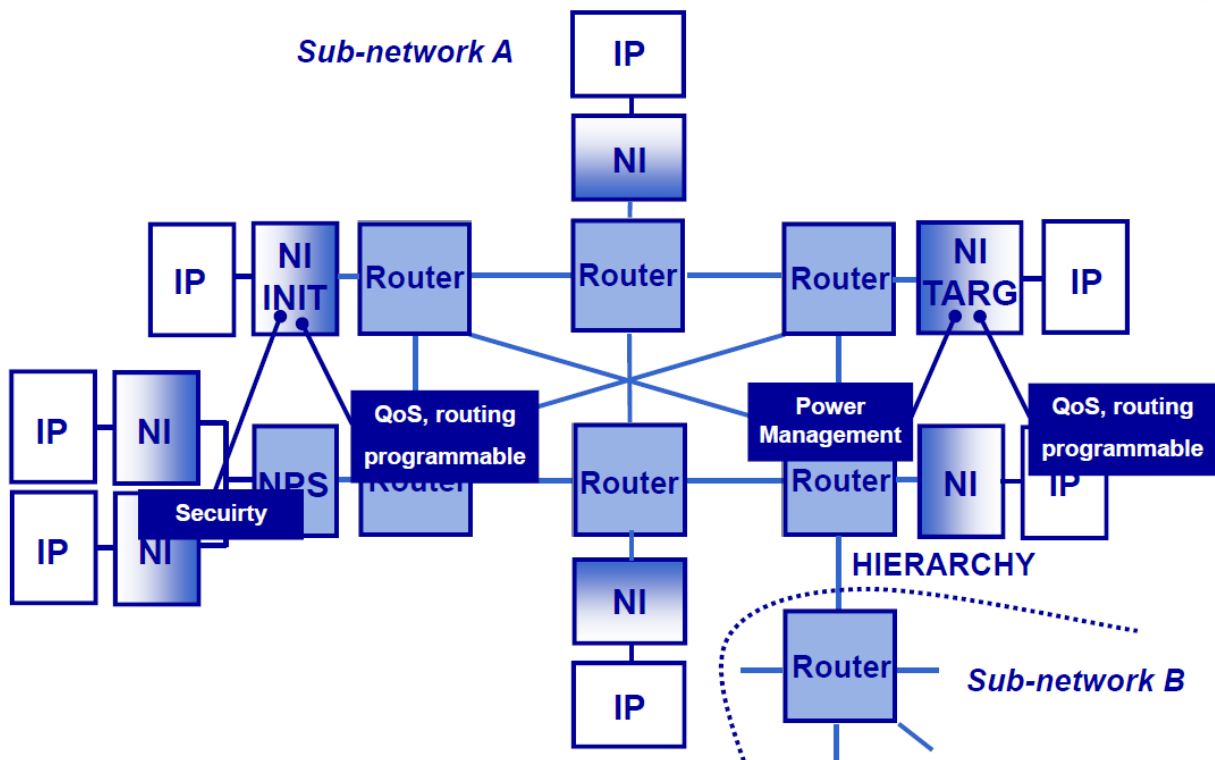 Sub-network A
IP
NI
IP
NI
INIT
Router
Router
Router
NI
TARG
IP
QoS, routing
programmable
Power
Management
QoS, routing
programmable
IP
NI
NPS
Router
Router
Router
NI
IP
Secuirty
IP
NI
HIERARCHY
NI
Router
Sub-network B
IP